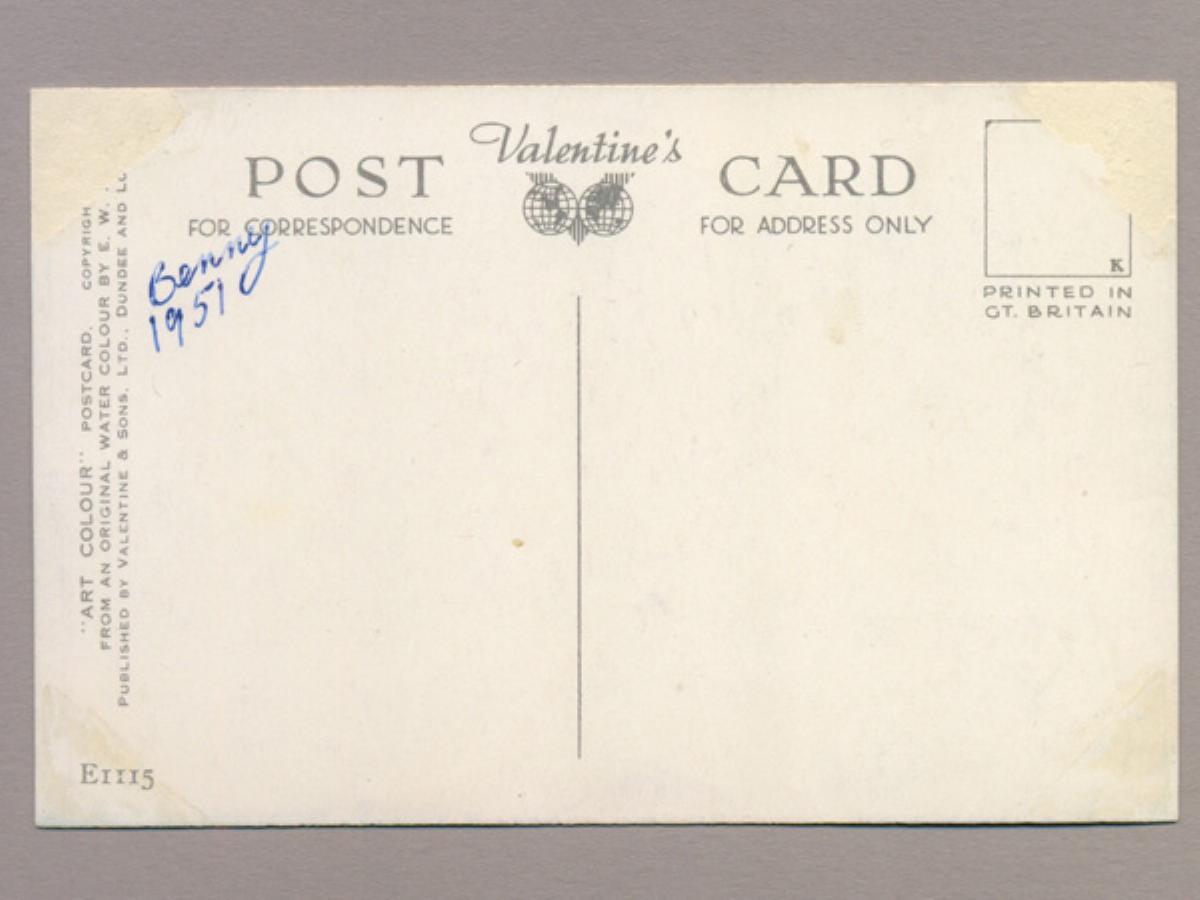 Valentine's
POST CARD
FOR CORRESPONDENCE
FOR ADDRESS ONLY
K
PRINTED IN
GT. BRITAIN
Benny
1951
"ART COLOUR" POSTCARD. COPYRIGH
FROM AN ORIGINAL WATER COLOUR BY E. W.
PUBLISHED BY VALENTINE & SONS. LTD., DUNDEE AND
E1115